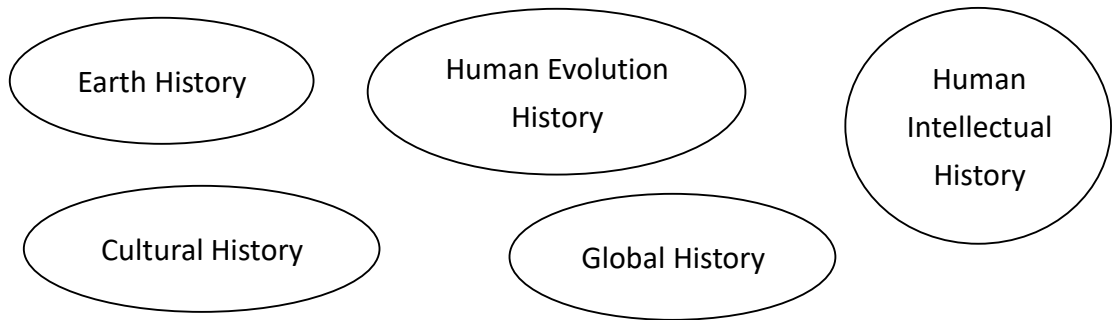 Earth History
Human Evolution
History
Human
Intellectual
History
Cultural History
Global History